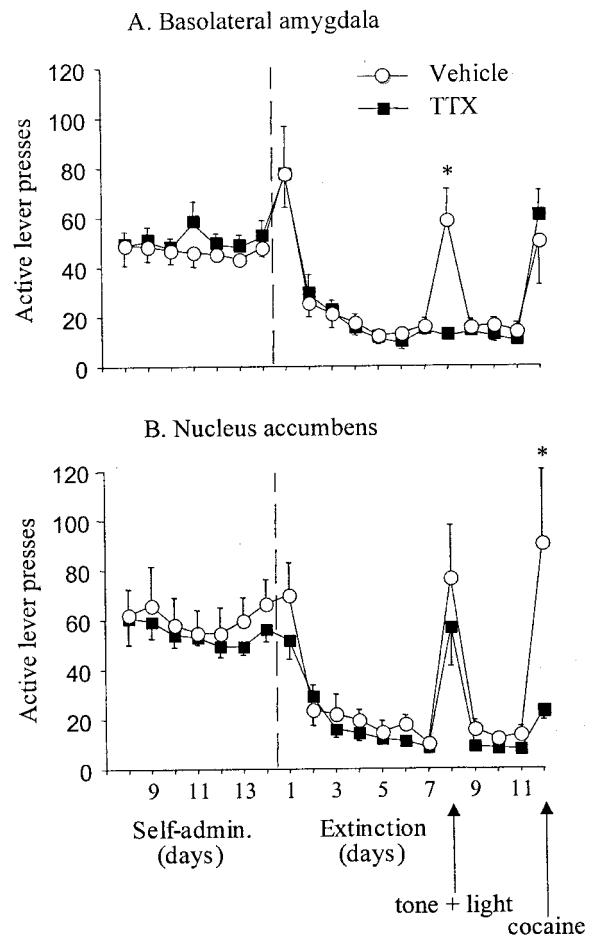 A. Basolateral amygdala
Vehicle
TTX
120
100
80
60
40
20
0
Active lever presses
*
B. Nucleus accumbens
*
120
100
80
60
40
20
0
Active lever presses
9 11 13 1 3 5 7 9 11
Self-admin. Extinction
(days) (days)
tone + light
cocaine